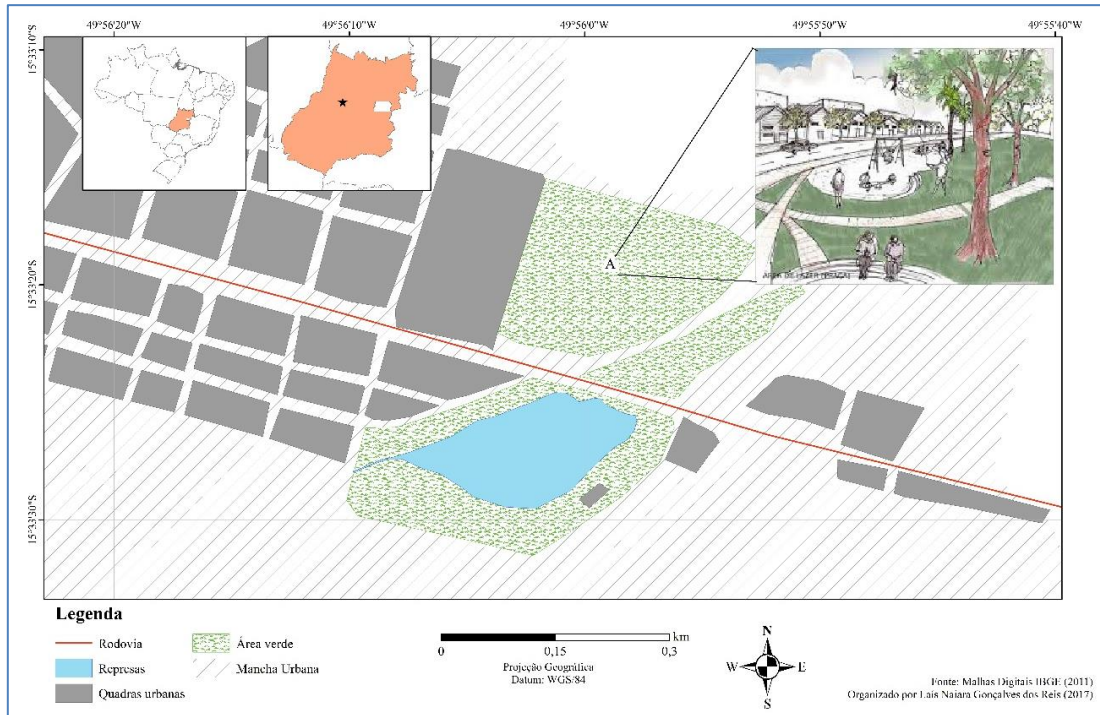 49°56'20"W
49°56'10"W
49°56'0"W
49°55'50"W
49°55'40"W
15°33'10"S
15°33'20"S
15°33'30"S
A
ÁREA DE LAZER
Legenda
Rodovia
Represas
Quadras urbanas
Área verde
Mancha Urbana
0
0,15
0,3
km
Projeção Geográfica
Datum: WGS/84
N
W
E
S
Fonte: Malhas Digitais IBGE (2011)
Organizado por Laís Naiara Gonçalves dos Reis (2017)